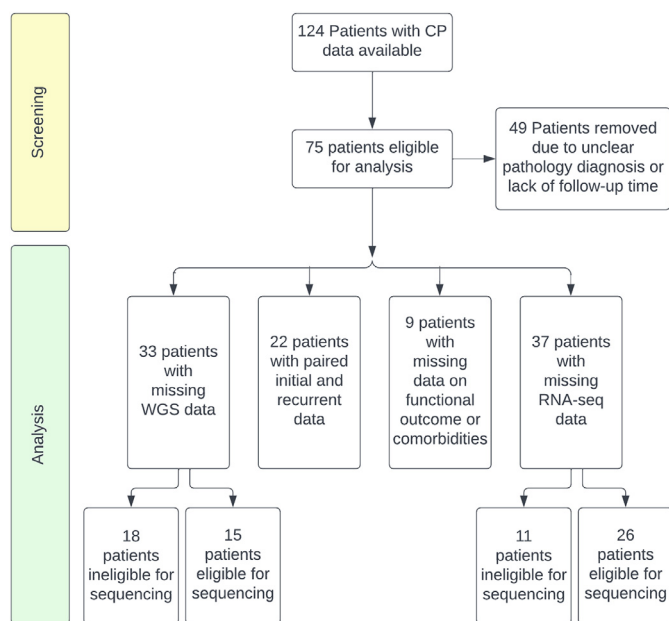 Screening
124 Patients with CP
data available
75 patients eligible
for analysis
49 Patients removed
due to unclear
pathology diagnosis or
lack of follow-up time
Analysis
33 patients
with
missing
WGS data
22 patients
with paired
initial and
recurrent
data
9 patients
with
missing
data on
functional
outcome or
comorbidities
37 patients
with
missing
RNA-seq
data
18
patients
ineligible for
sequencing
15
patients
eligible for
sequencing
11
patients
ineligible for
sequencing
26
patients
eligible for
sequencing